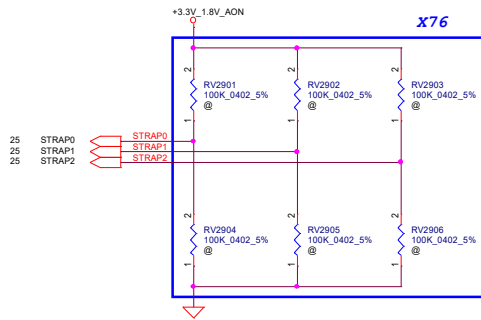 +3.3V_1.8V_AON
X76
2
2
2
RV2901
RV2902
RV2903
100K_0402_5%
100K_0402_5%
100K_0402_5%
@
@
@
1
1
1
25 STRAP0 STRAP0
25 STRAP1 STRAP1
25 STRAP2 STRAP2
2
2
2
RV2904
RV2905
RV2906
100K_0402_5%
100K_0402_5%
100K_0402_5%
@
@
@
1
1
1